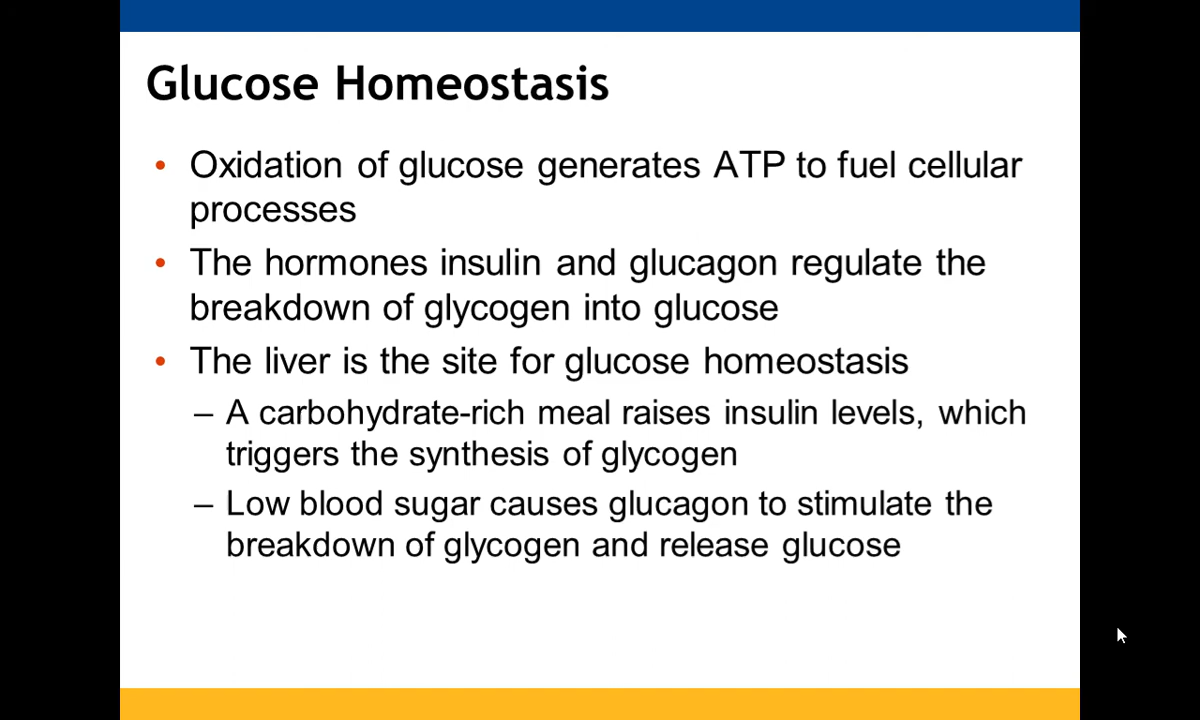 Glucose Homeostasis
• Oxidation of glucose generates ATP to fuel cellular
processes
• The hormones insulin and glucagon regulate the
breakdown of glycogen into glucose
• The liver is the site for glucose homeostasis
– A carbohydrate-rich meal raises insulin levels, which
triggers the synthesis of glycogen
– Low blood sugar causes glucagon to stimulate the
breakdown of glycogen and release glucose